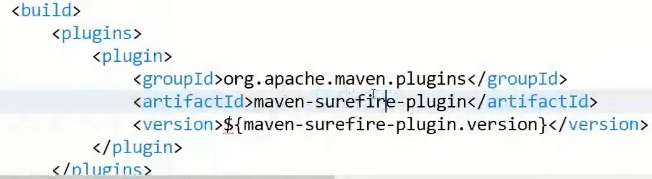 <build>
<plugins>
<plugin>
<groupId>org.apache.maven.plugins</groupId>
<artifactId>maven-surefire-plugin</artifactId>
<version>${maven-surefire-plugin.version}</version>
</plugin>
</plugins>